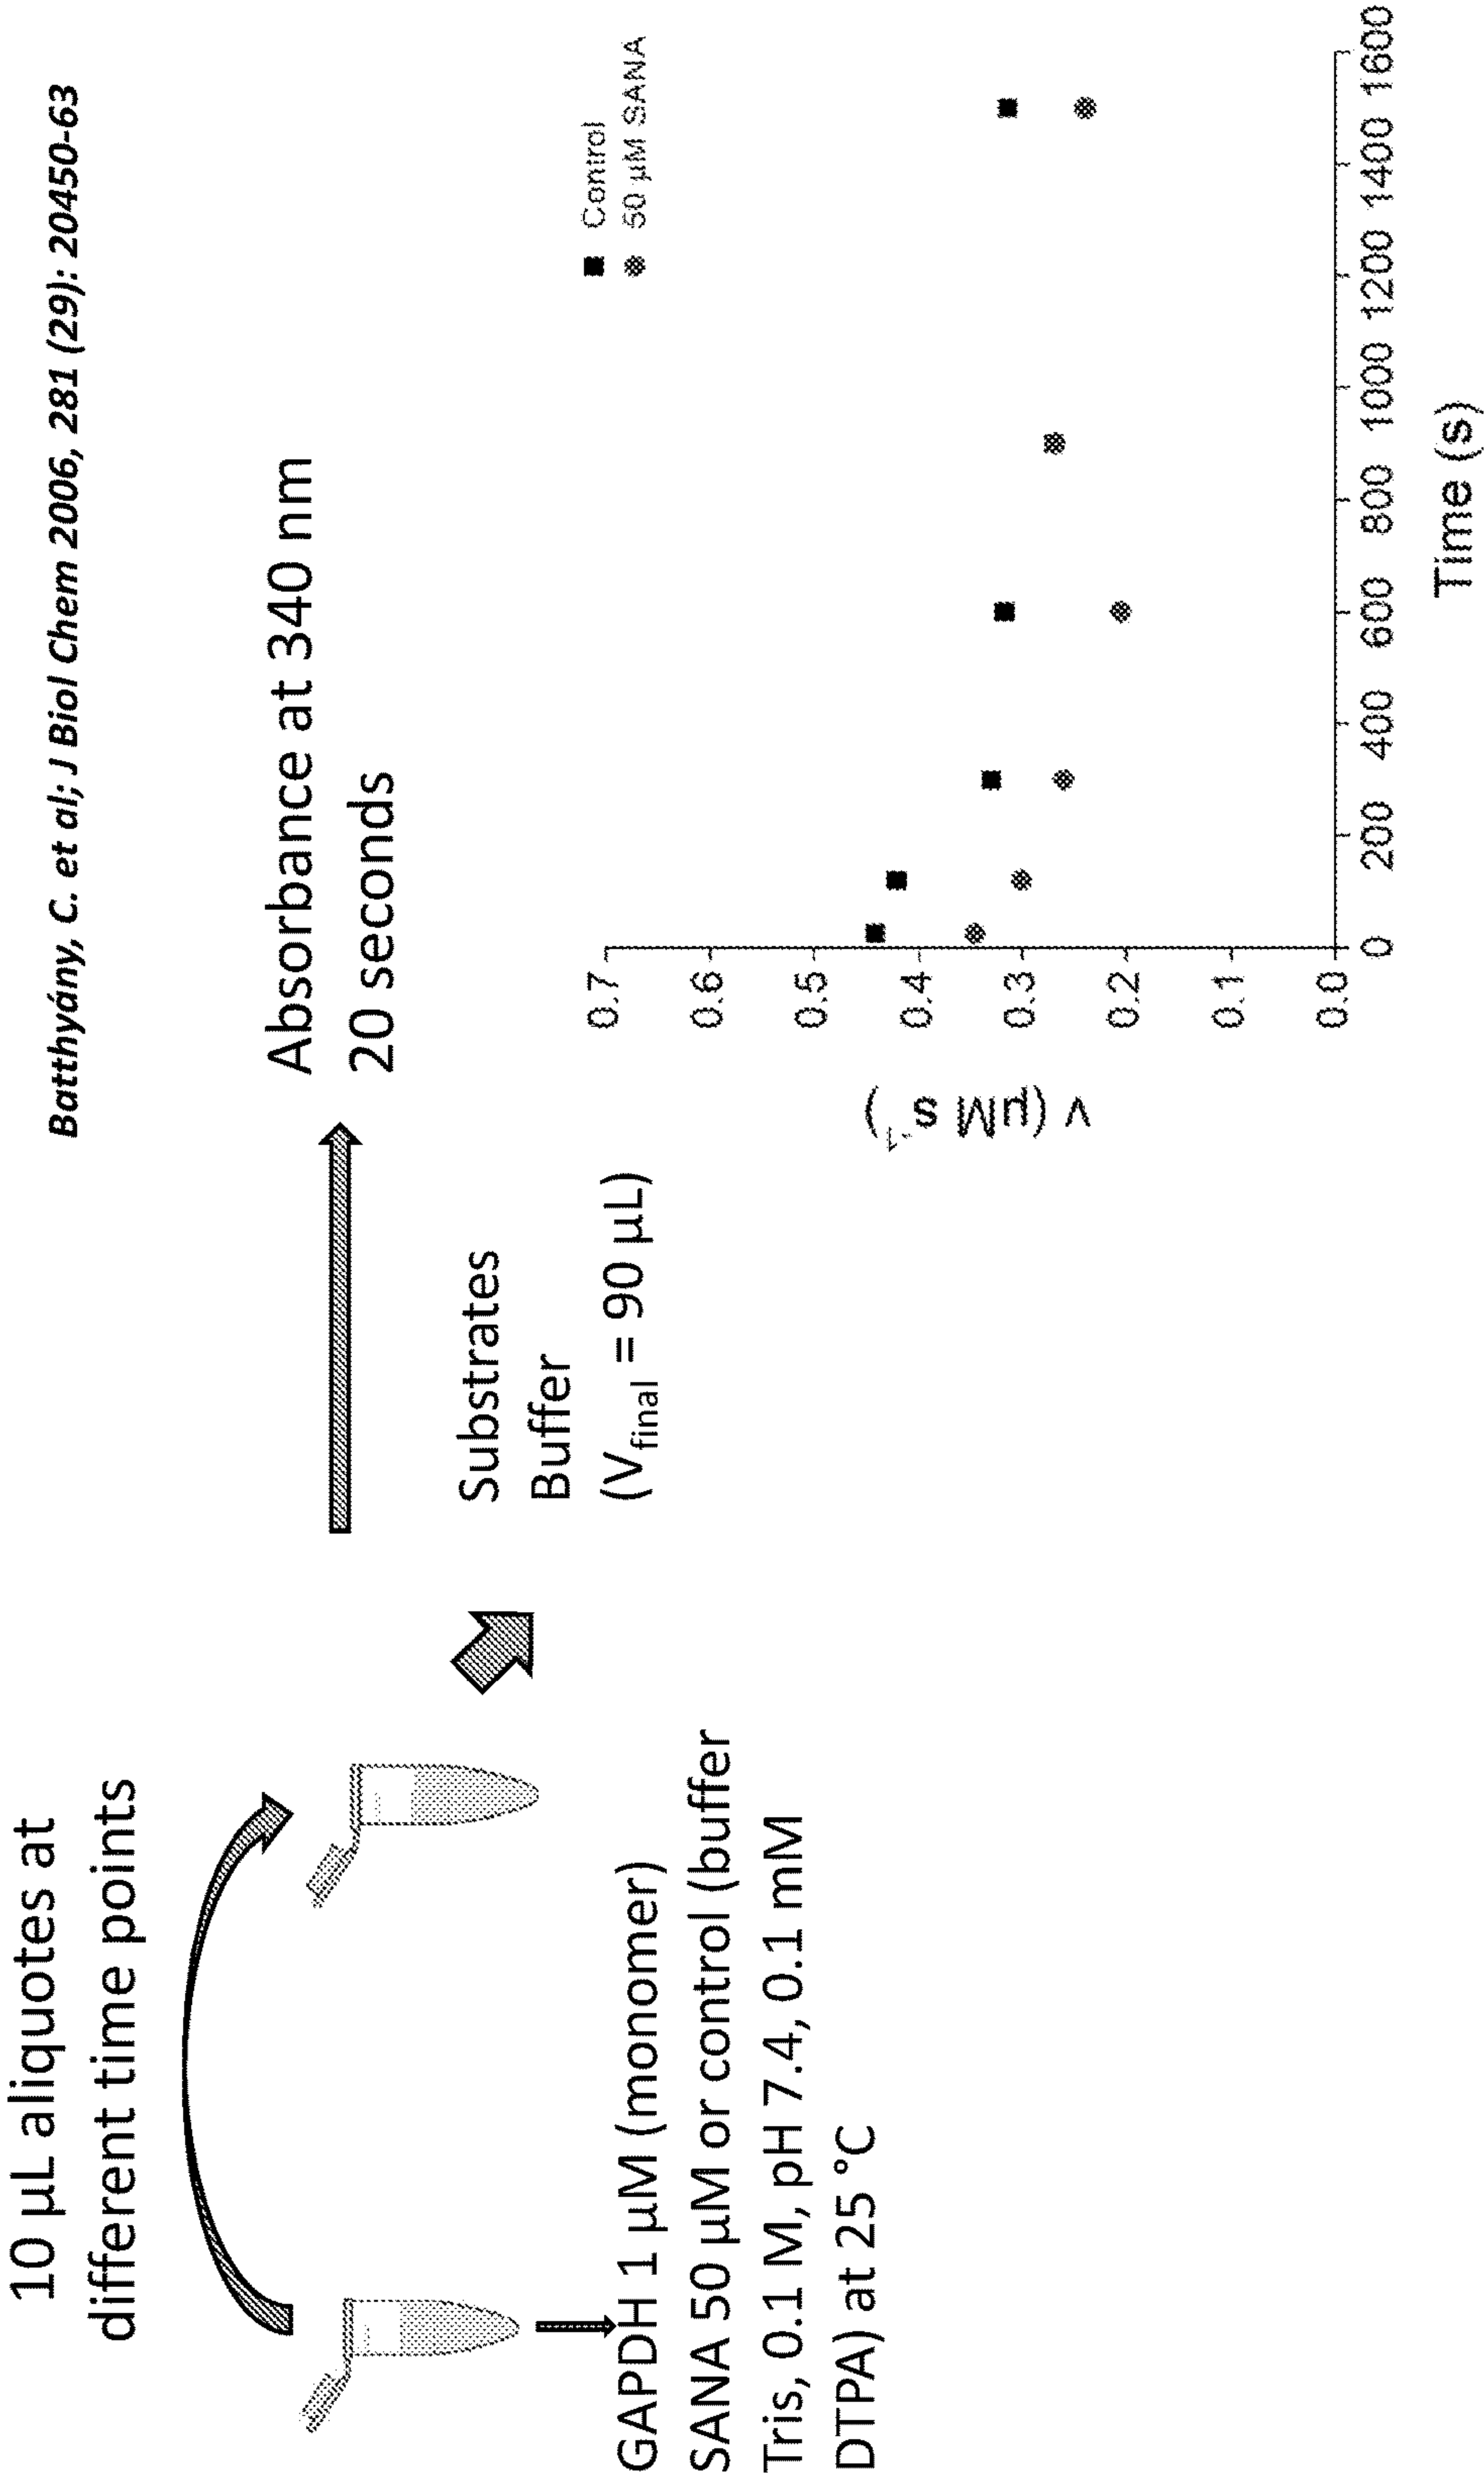 Batthyány, C. et al; J Biol Chem 2006, 281 (29): 20450-63
10 µL aliquotes at
different time points
GAPDH 1 µM (monomer)
SANA 50 µM or control (buffer
Tris, 0.1 M, pH 7.4, 0.1 mM
DTPA) at 25 °C
Substrates
Buffer
(Vfinal = 90 µL)
Absorbance at 340 nm
20 seconds
Control
50 µM SANA
v (µM s-1)
0.7
0.6
0.5
0.4
0.3
0.2
0.1
0.0
0 200 400 600 800 1000 1200 1400 1600
Time (s)